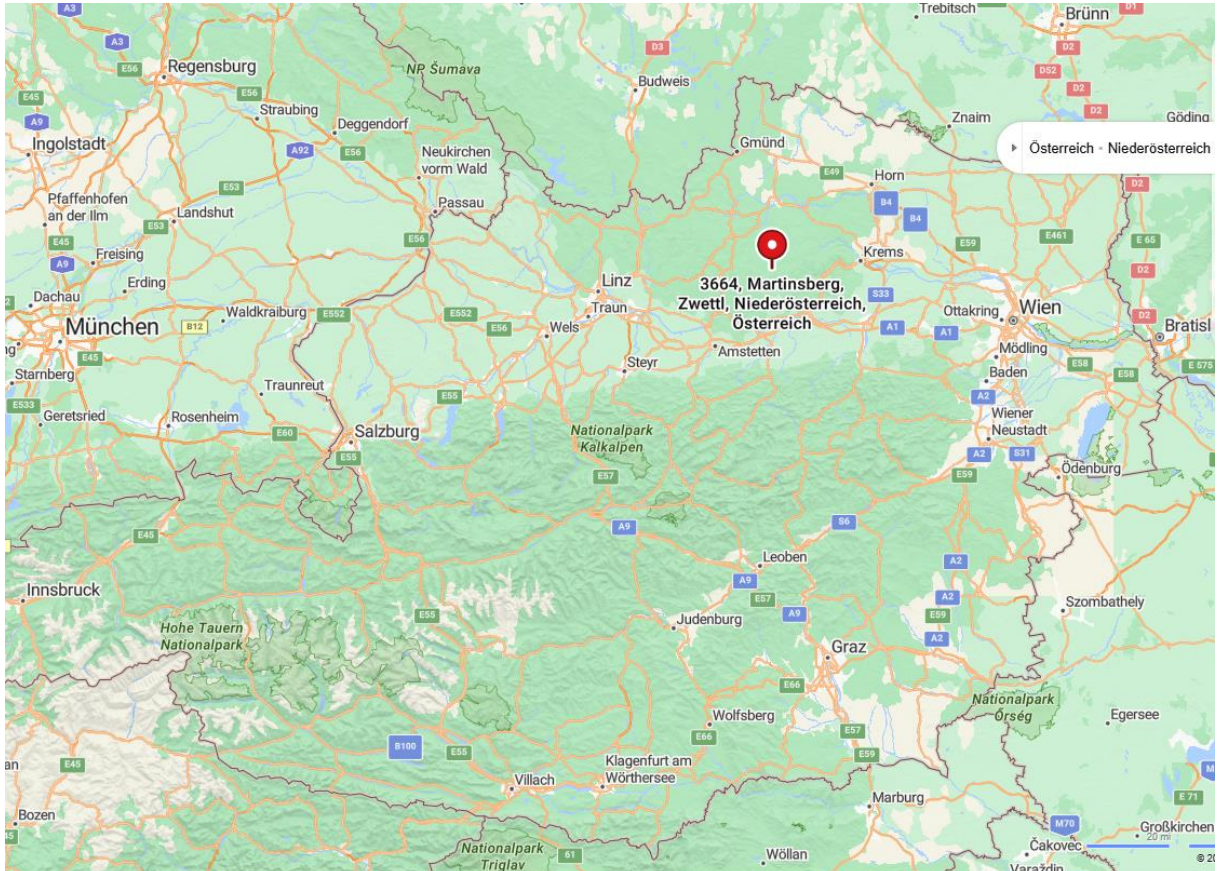 Trebitsch
D1
Brünn
A3
A3
E56
Regensburg
D3
D2
NP Šumava
Budweis
D52
D2
E56
E45
Straubing
D2
A9
Deggendorf
Znaim
Göding
Ingolstadt
A92
E56
Gmünd
Österreich • Niederösterreich
Neukirchen
vorm Wald
E49
Horn
D2
E53
B4
Pfaffenhofen
an der Ilm
Landshut
Passau
B4
E53
E45
E56
E59
E461
E 65
Freising
Krems
A9
D2
Erding
Linz
3664, Martinsberg,
Zwettl, Niederösterreich,
Österreich
S33
Dachau
Waldkraiburg
E552
E552
Traun
Ottakring
Wien
D2
München
B12
E56
Wels
A1
A1
Bratisl
E45
Amstetten
Mödling
Starnberg
Steyr
E58
E58
E 575
Traunreut
Baden
E533
E55
A2
Geretsried
Rosenheim
Wiener
Neustadt
E60
Salzburg
Nationalpark
Kalkalpen
E55
A2
S31
Ödenburg
E57
E59
A9
S6
E45
Leoben
A2
Innsbruck
A9
E57
A2
Szombathely
E55
A9
E59
Hohe Tauern
Nationalpark
Judenburg
A2
Graz
E66
Nationalpark
Őrség
Wolfsberg
Egersee
E66
E57
B100
E55
E59
E45
Klagenfurt am
Wörthersee
Villach
E 71
Marburg
Bozen
M70
Großkirchen
20 mi
Nationalpark
Triglav
61
Čakovec
Wöllan
Varaždin
© 20